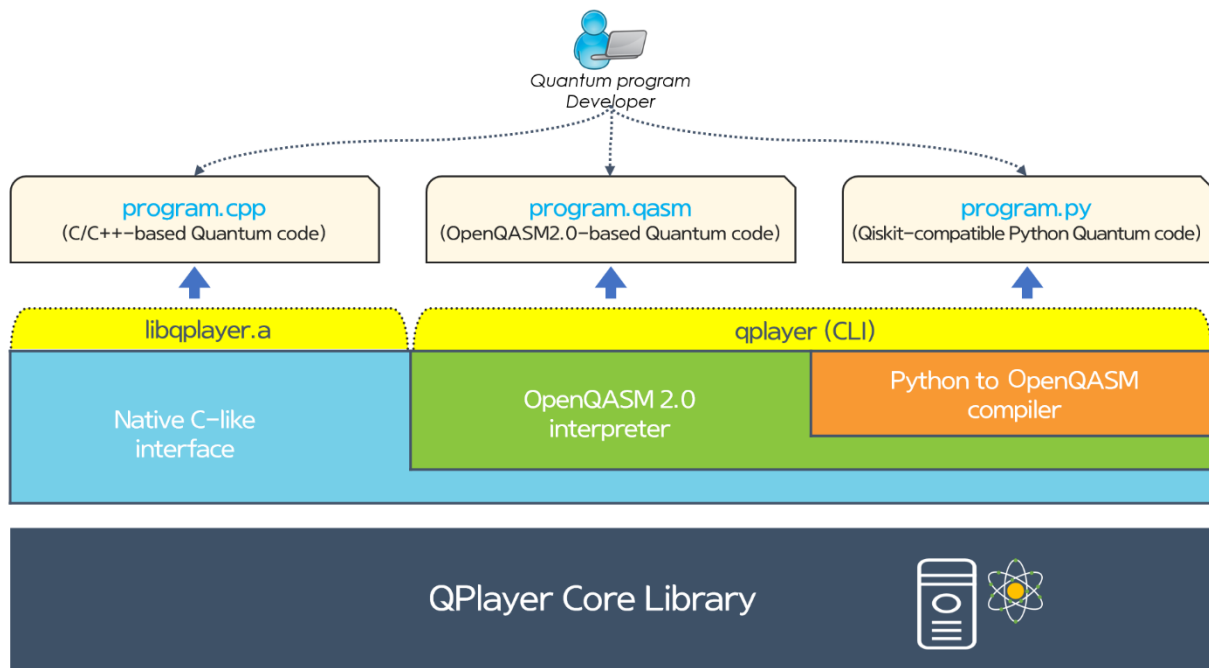 Quantum program
Developer
program.cpp
(C/C++-based Quantum code)
program.qasm
(OpenQASM2.0-based Quantum code)
program.py
(Qiskit-compatible Python Quantum code)
libqplayer.a
qplayer (CLI)
Native C-like
interface
OpenQASM 2.0
interpreter
Python to OpenQASM
compiler
QPlayer Core Library